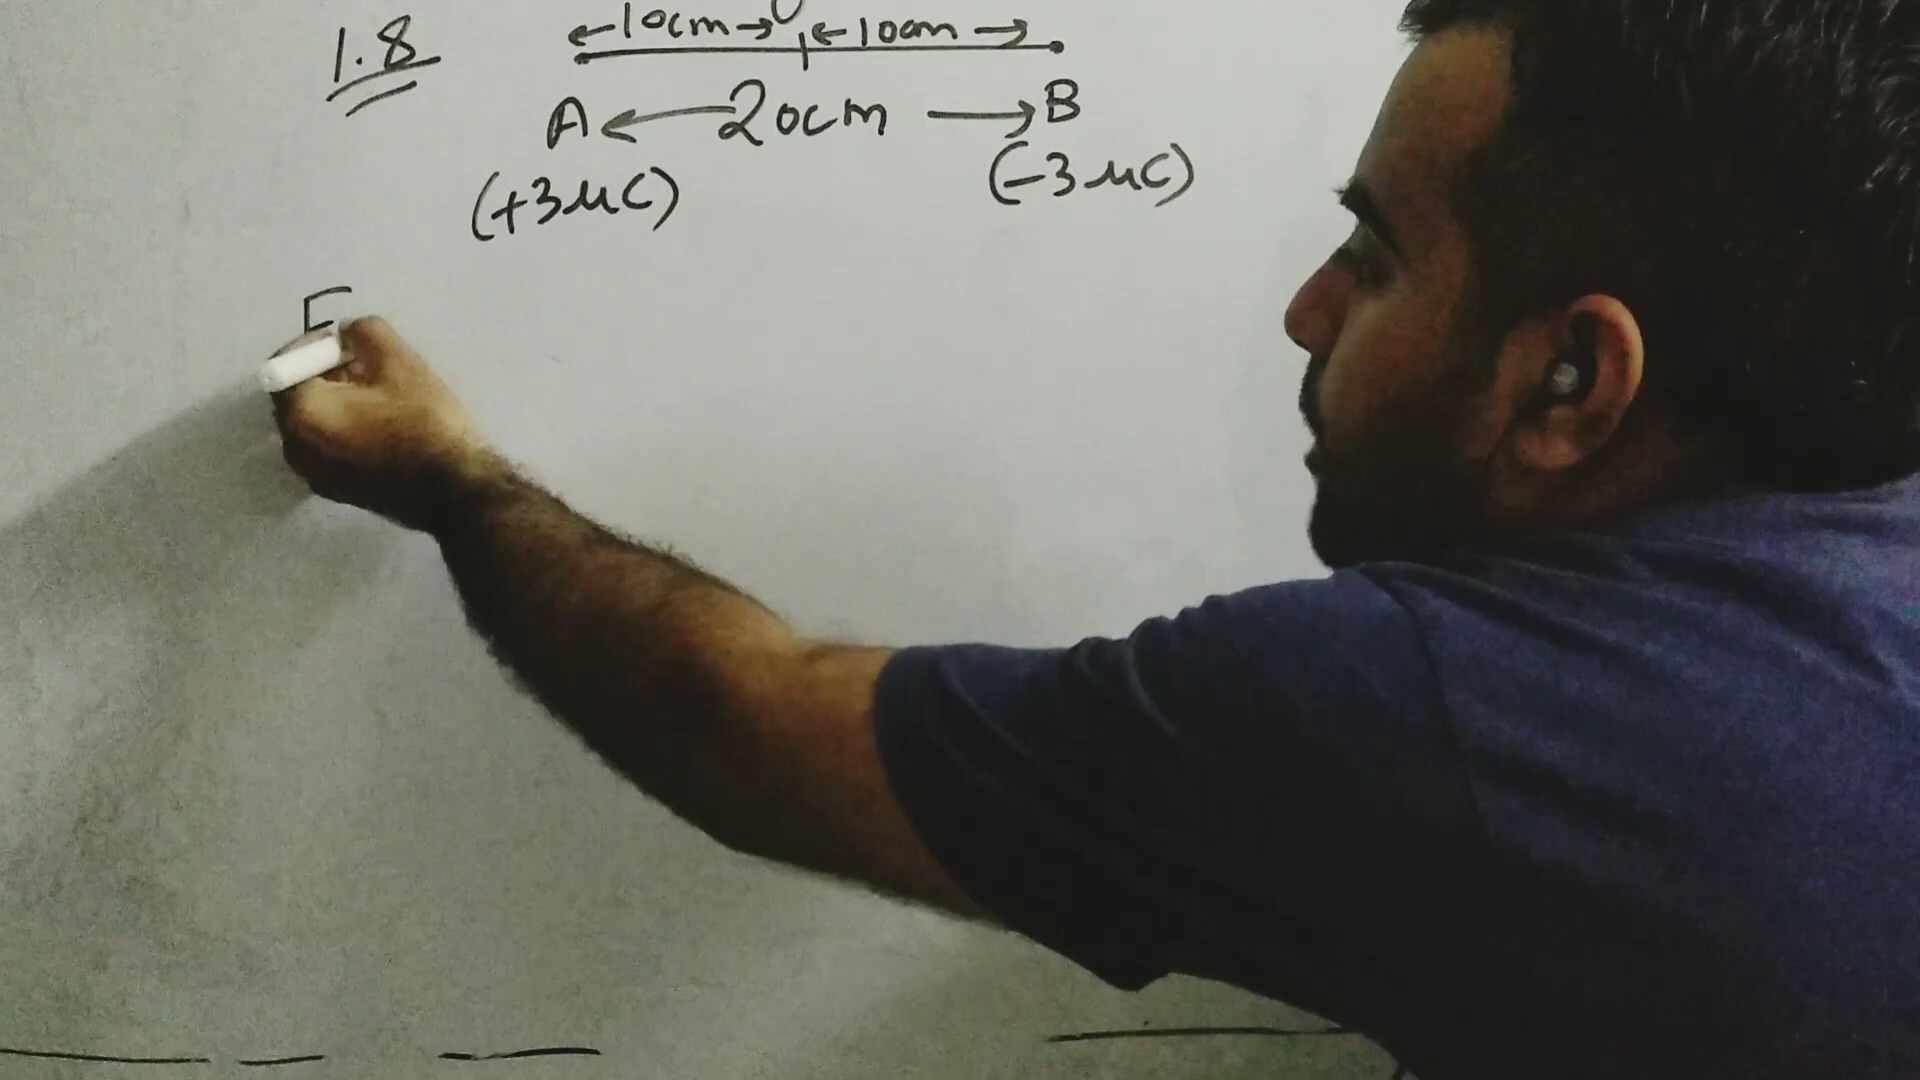 1.8
←10cm→ ←10cm→
A ← 20cm → B
(+3μC) (-3μC)
E